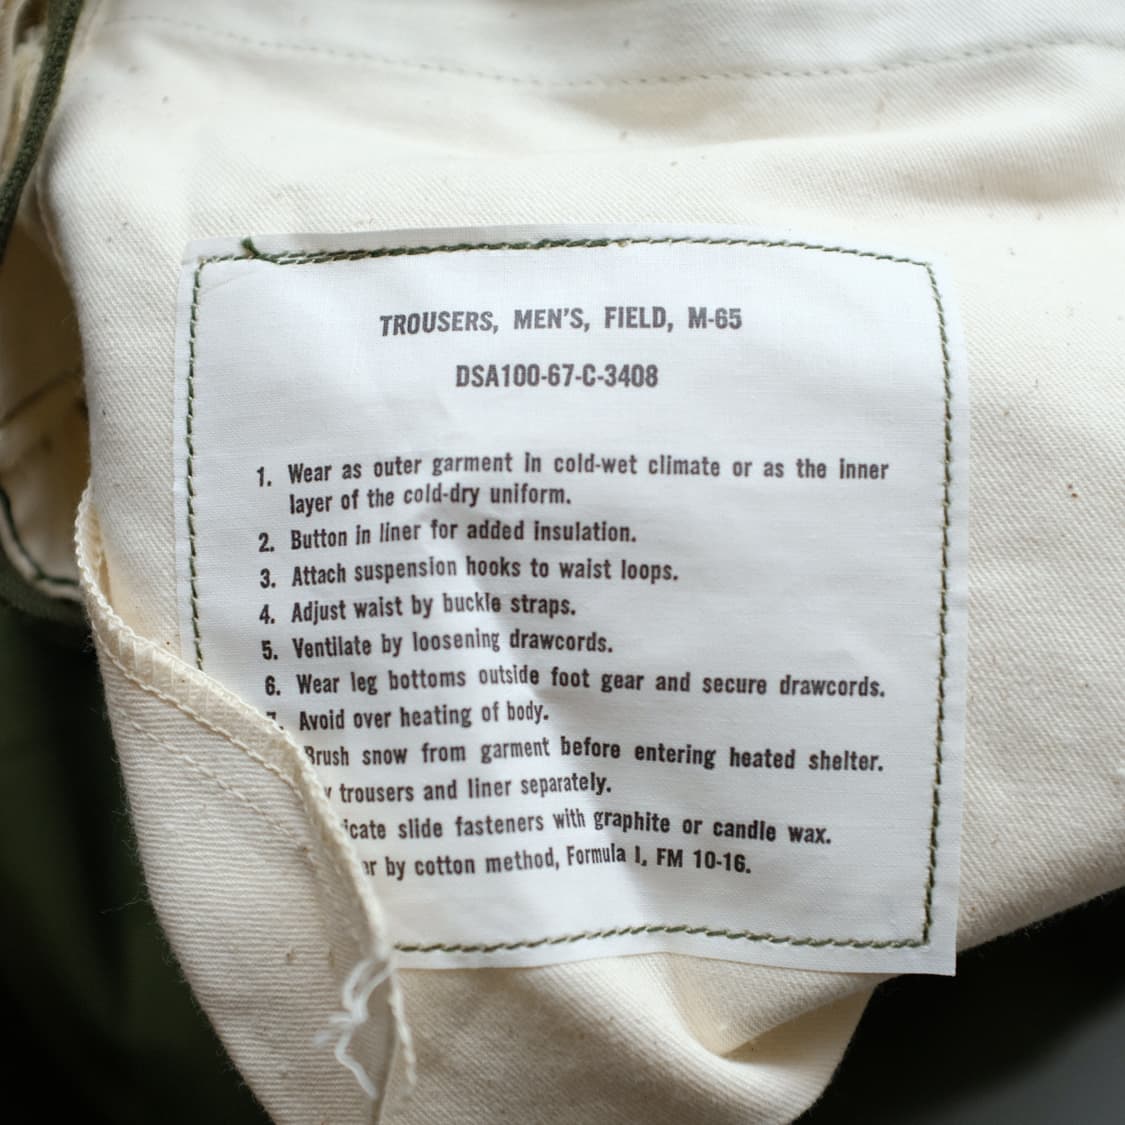 TROUSERS, MEN'S, FIELD, M-65
DSA100-67-C-3408
1. Wear as outer garment in cold-wet climate or as the inner
layer of the cold-dry uniform.
2. Button in liner for added insulation.
3. Attach suspension hooks to waist loops.
4. Adjust waist by buckle straps.
5. Ventilate by loosening drawcords.
6. Wear leg bottoms outside foot gear and secure drawcords.
7. Avoid over heating of body.
Brush snow from garment before entering heated shelter.
trousers and liner separately.
slide fasteners with graphite or candle wax.
by cotton method, Formula I, FM 10-16.